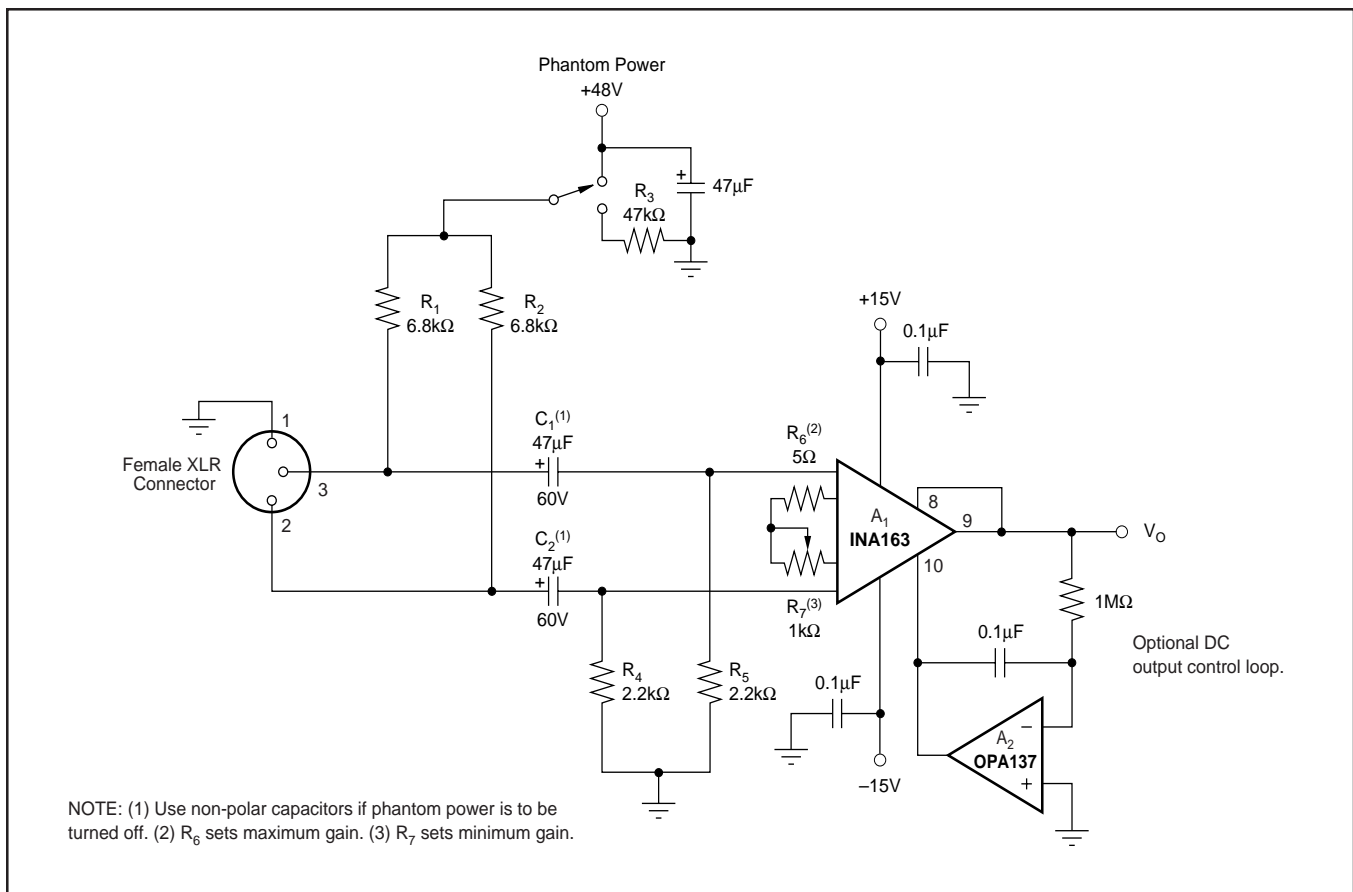 Phantom Power
+48V
+
47µF
R3
47kΩ
R1
6.8kΩ
R2
6.8kΩ
+15V
0.1µF
1
Female XLR
Connector
3
2
C1(1)
47µF
+
60V
C2(1)
47µF
+
60V
R6(2)
5Ω
A1
INA163
8
9
10
VO
R7(3)
1kΩ
1MΩ
0.1µF
Optional DC
output control loop.
R4
2.2kΩ
R5
2.2kΩ
0.1µF
–15V
–
A2
OPA137
+
NOTE: (1) Use non-polar capacitors if phantom power is to be
turned off. (2) R6 sets maximum gain. (3) R7 sets minimum gain.